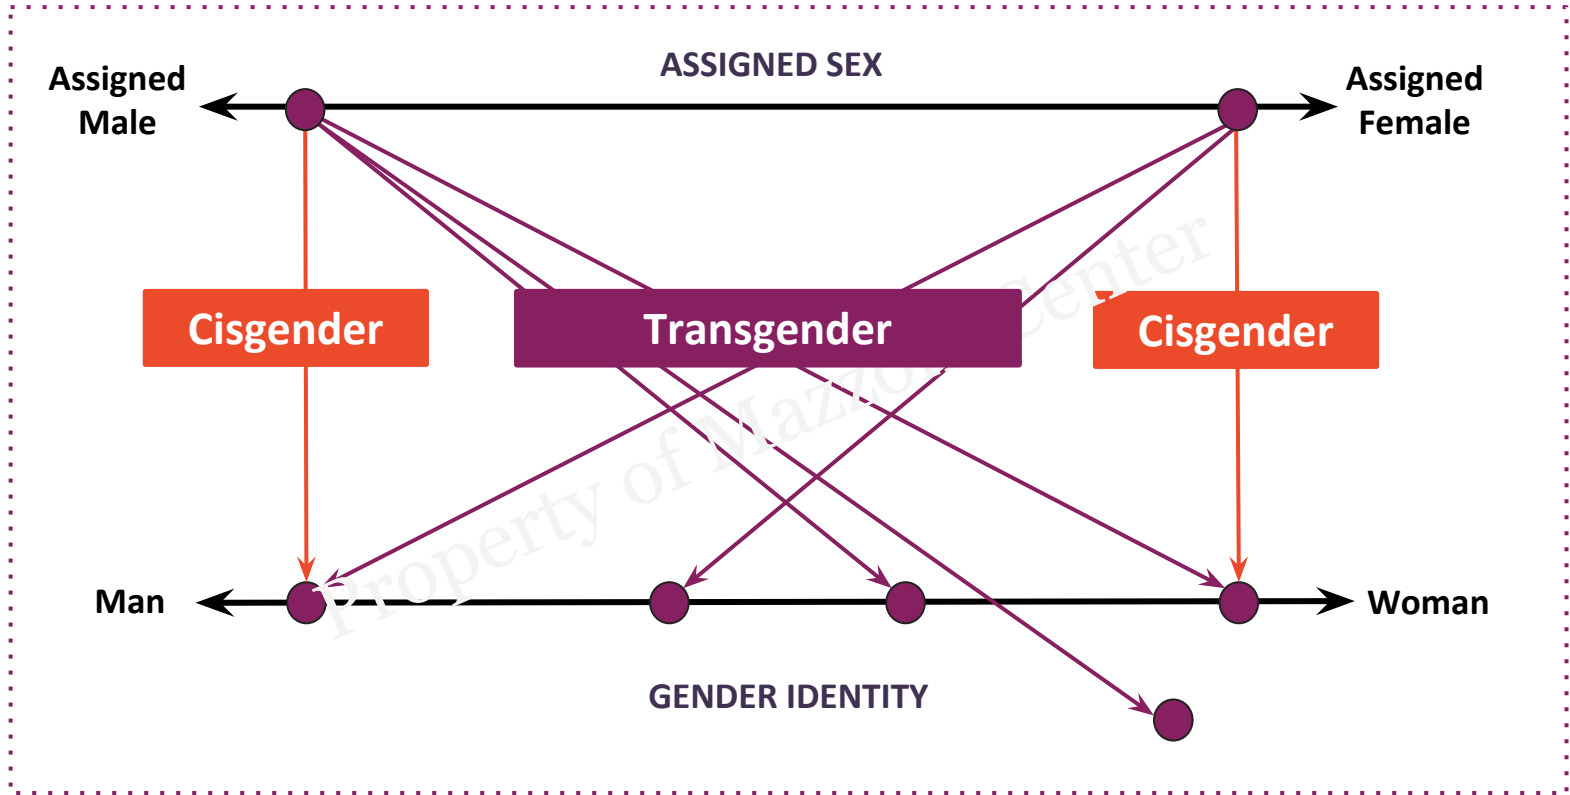 ASSIGNED SEX
Assigned
Male
Assigned
Female
Cisgender
Transgender
Cisgender
Property of Mazzoni Center
Man
Woman
GENDER IDENTITY